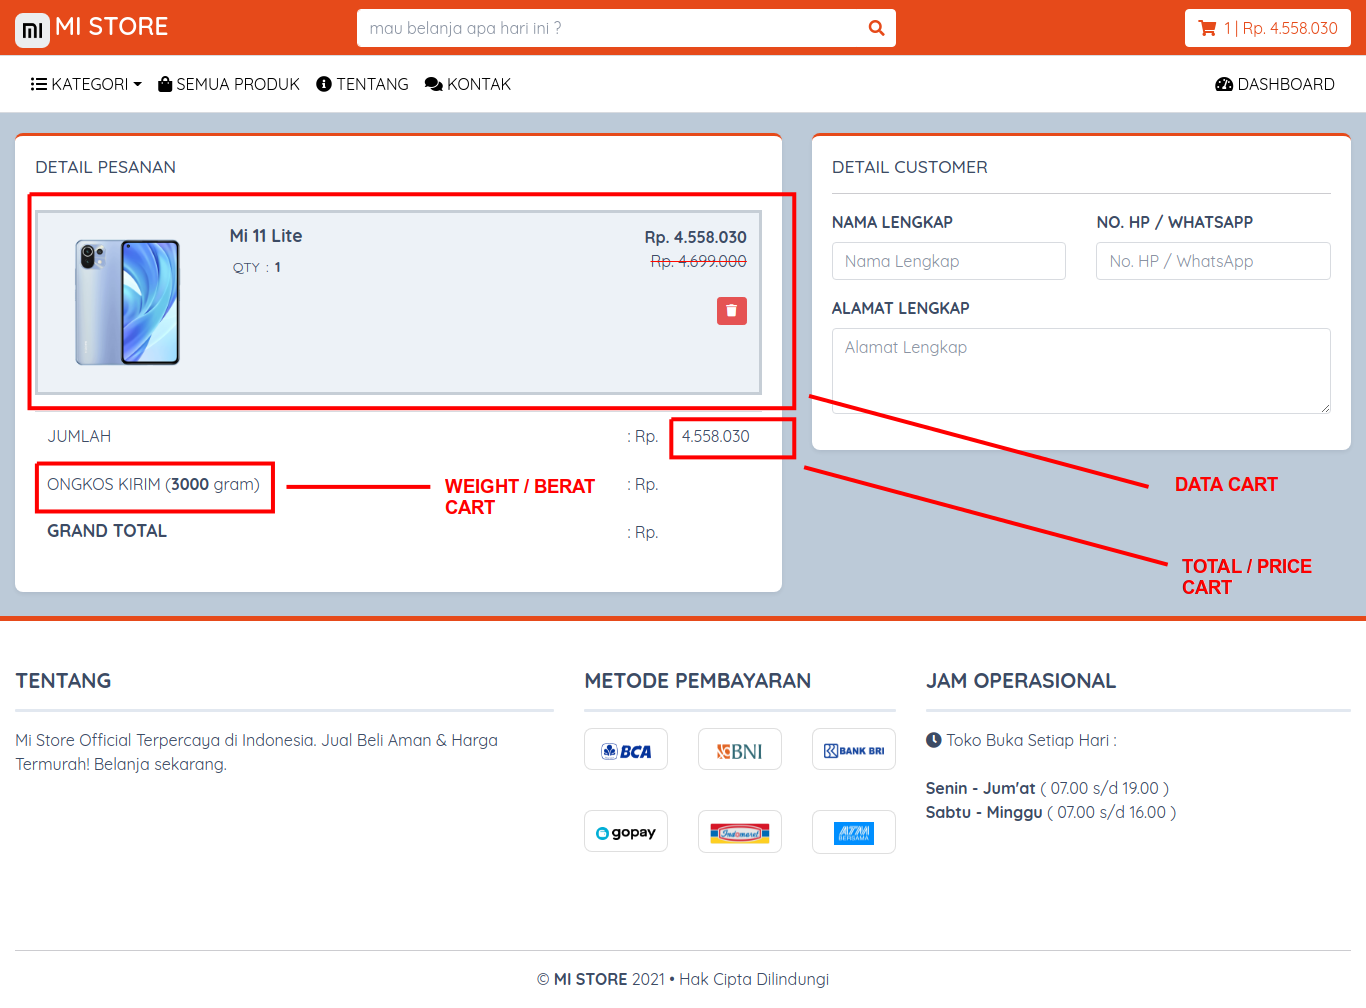 MI STORE
mau belanja apa hari ini ?
1 | Rp. 4.558.030
KATEGORI
SEMUA PRODUK
TENTANG
KONTAK
DASHBOARD
DETAIL PESANAN
Mi 11 Lite
QTY : 1
Rp. 4.558.030
Rp. 4.699.000
JUMLAH : Rp. 4.558.030
ONGKOS KIRIM (3000 gram) : Rp.
GRAND TOTAL : Rp.
WEIGHT / BERAT
CART
DETAIL CUSTOMER
NAMA LENGKAP
Nama Lengkap
NO. HP / WHATSAPP
No. HP / WhatsApp
ALAMAT LENGKAP
Alamat Lengkap
DATA CART
TOTAL / PRICE
CART
TENTANG
Mi Store Official Terpercaya di Indonesia. Jual Beli Aman & Harga
Termurah! Belanja sekarang.
METODE PEMBAYARAN
BCA
BNI
BANK BRI
gopay
Indomaret
ATM
BERSAMA
JAM OPERASIONAL
Toko Buka Setiap Hari :
Senin - Jum'at ( 07.00 s/d 19.00 )
Sabtu - Minggu ( 07.00 s/d 16.00 )
© MI STORE 2021 • Hak Cipta Dilindungi